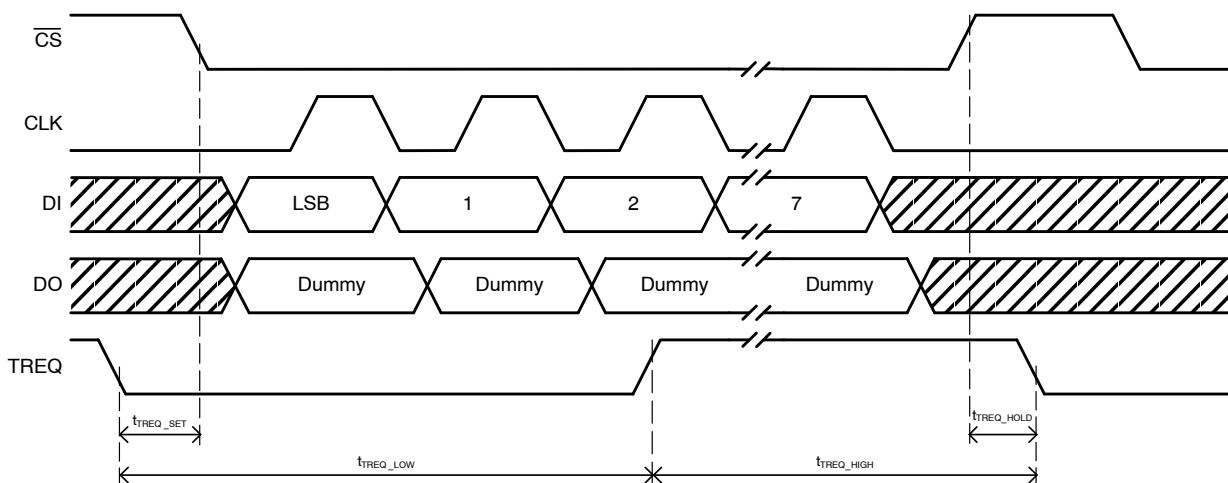 CS
CLK
DI LSB 1 2 7
DO Dummy Dummy Dummy Dummy
TREQ
tTREQ_SET tTREQ_HOLD
tTREQ_LOW tTREQ_HIGH